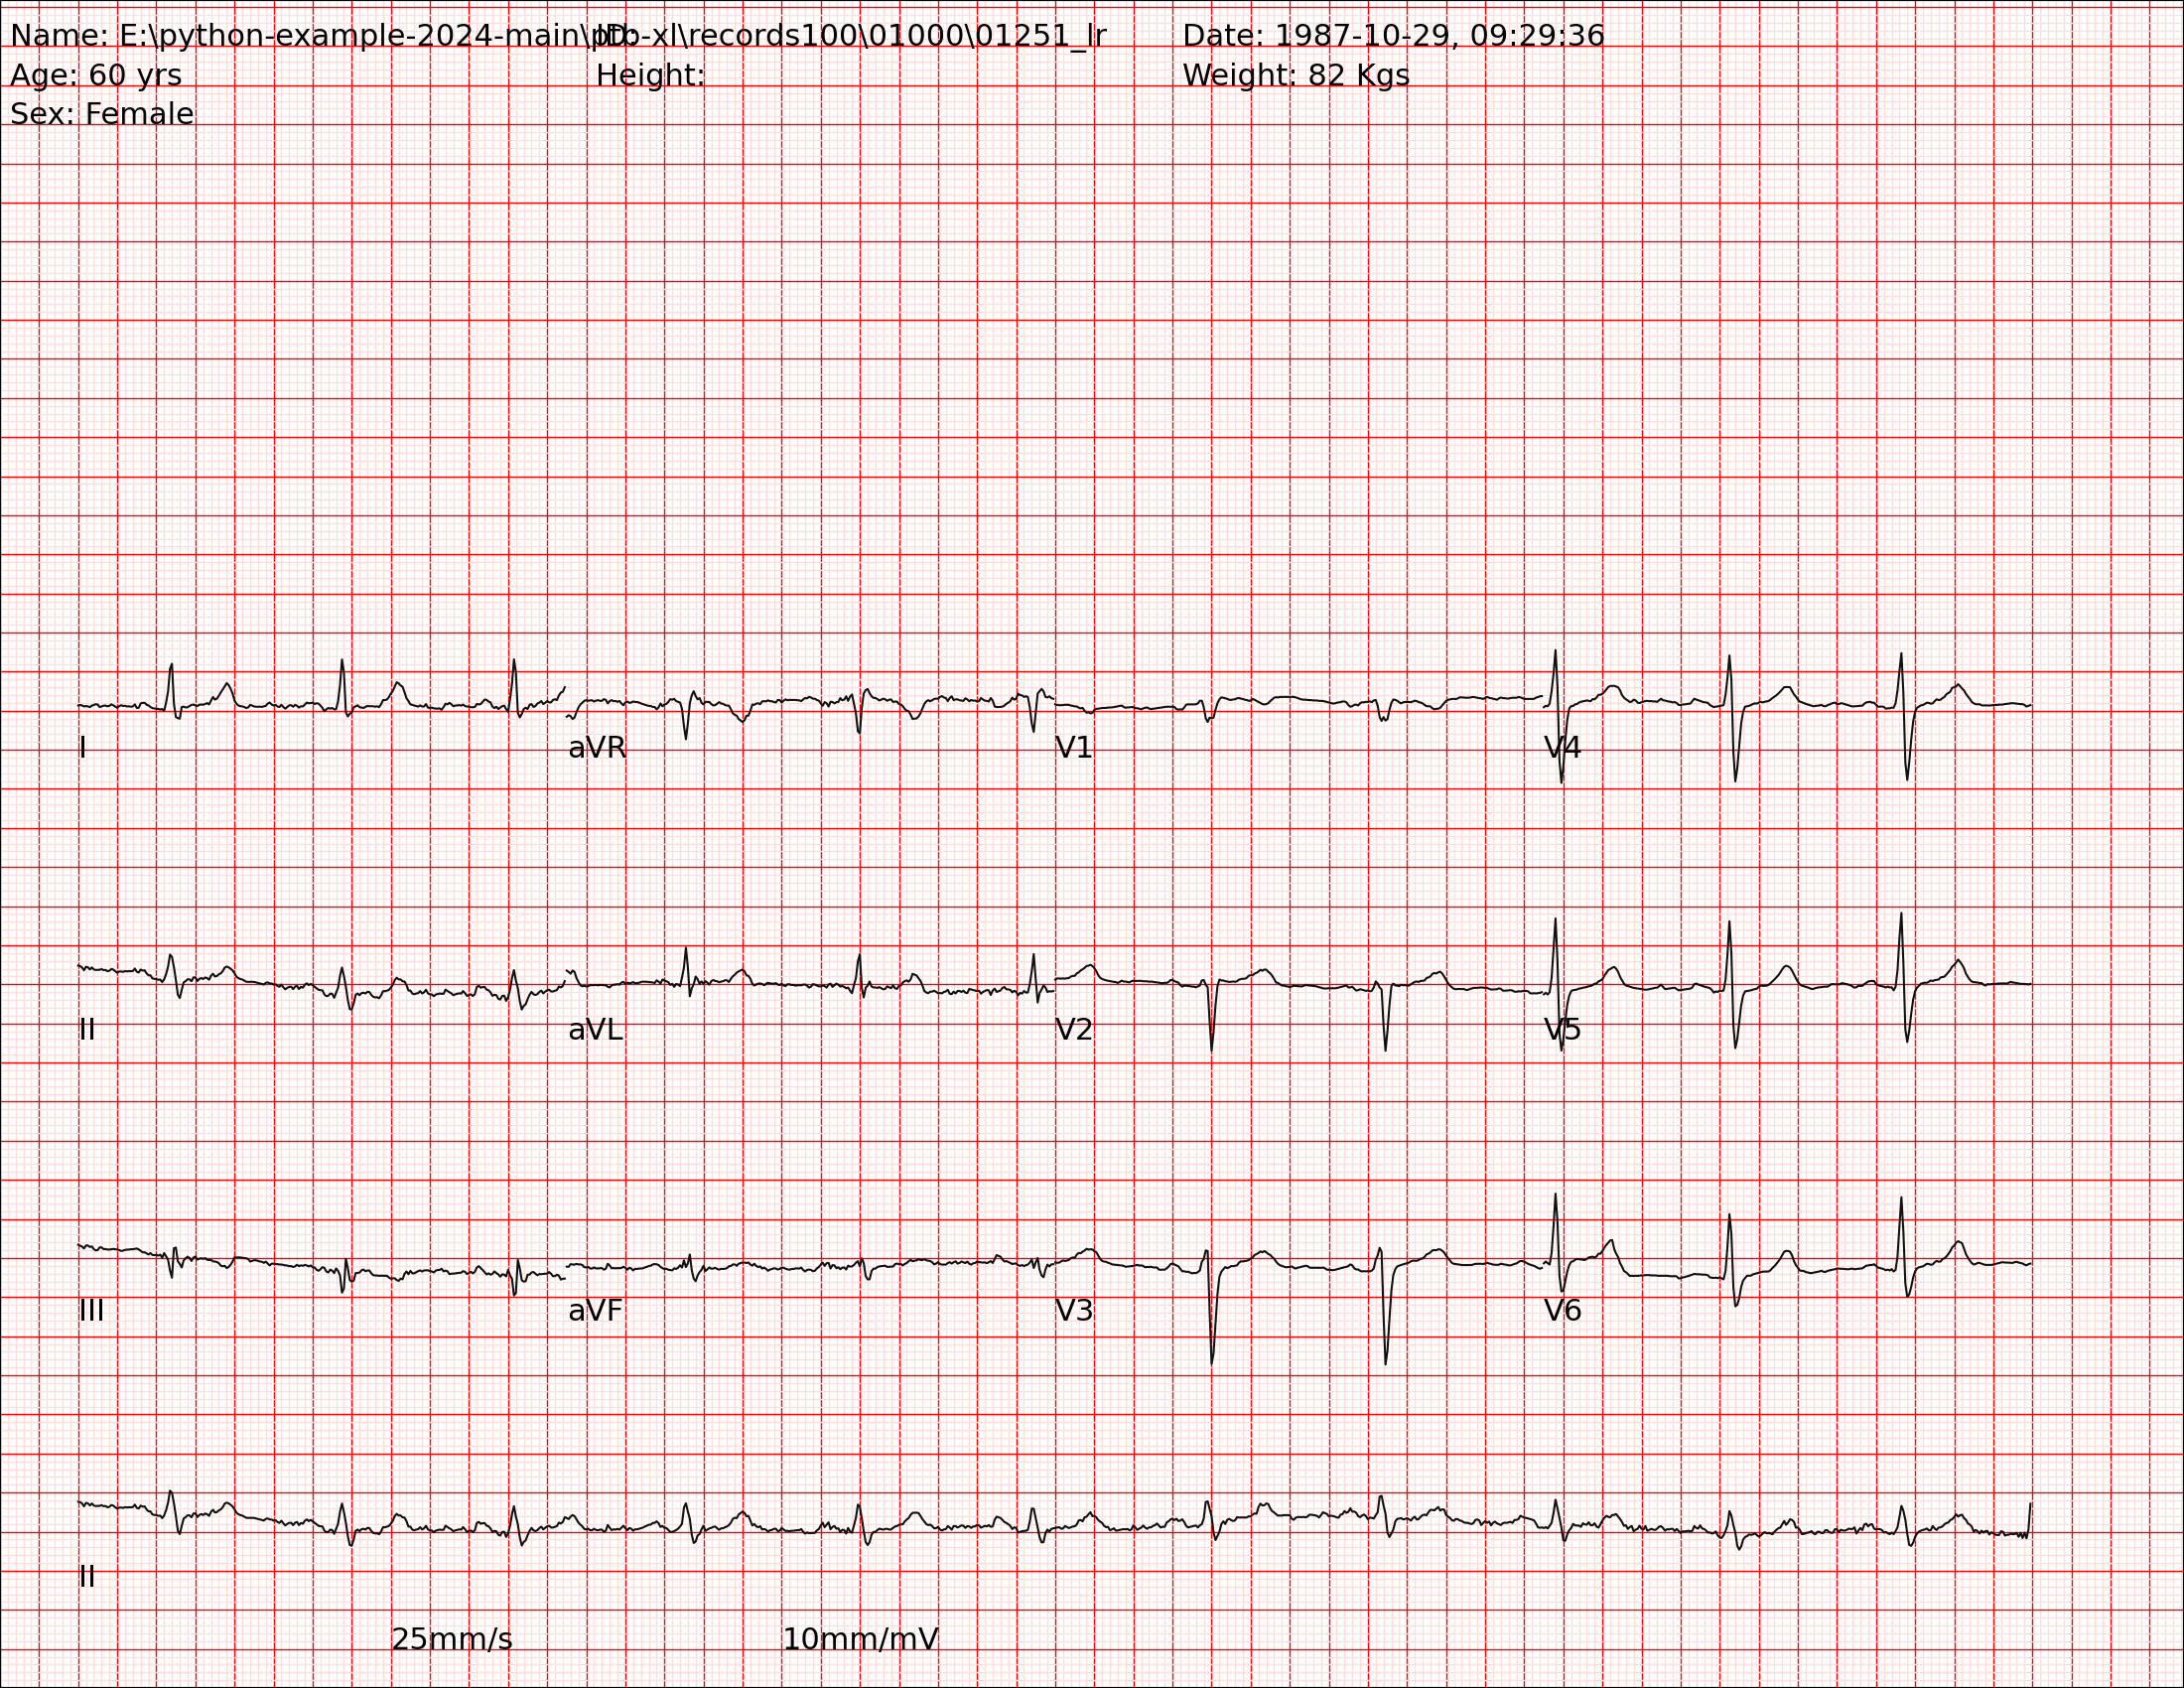 Name: E:\python-example-2024-main\ptb-xl\records100\01000\01251_lr ID: Date: 1987-10-29, 09:29:36
Age: 60 yrs Height: Weight: 82 Kgs
Sex: Female
I aVR V1 V4
II aVL V2 V5
III aVF V3 V6
II
25mm/s 10mm/mV